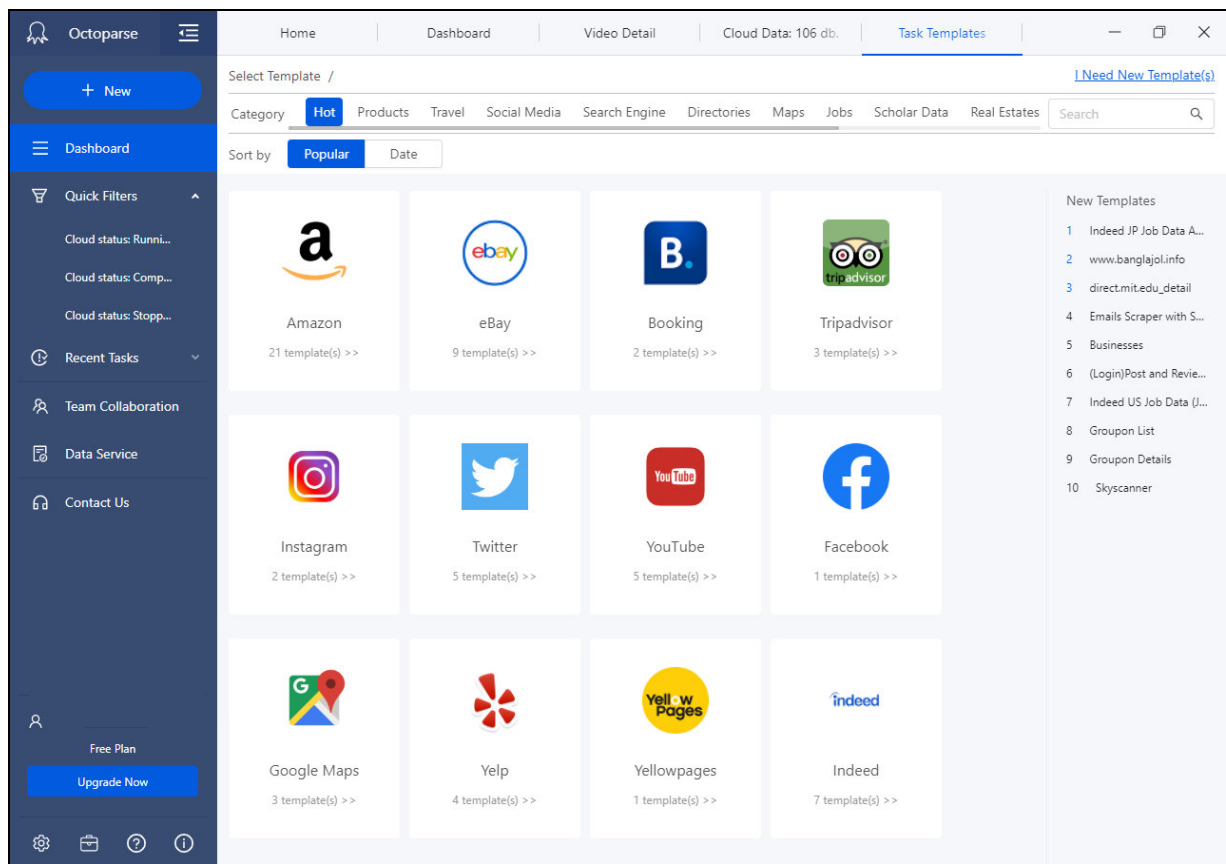 Octoparse
Home
Dashboard
Video Detail
Cloud Data: 106 db.
Task Templates
+ New
Select Template /
I Need New Template(s)
Category
Hot
Products
Travel
Social Media
Search Engine
Directories
Maps
Jobs
Scholar Data
Real Estates
Search
Sort by
Popular
Date
Dashboard
Quick Filters
Cloud status: Runni...
Cloud status: Comp...
Cloud status: Stopp...
Recent Tasks
Team Collaboration
Data Service
Contact Us
Free Plan
Upgrade Now
a
Amazon
21 template(s) >>
ebay
eBay
9 template(s) >>
B.
Booking
2 template(s) >>
tripadvisor
Tripadvisor
3 template(s) >>
Instagram
2 template(s) >>
Twitter
5 template(s) >>
You Tube
YouTube
5 template(s) >>
f
Facebook
1 template(s) >>
G
Google Maps
3 template(s) >>
Yelp
4 template(s) >>
Yellow
Pages
Yellowpages
1 template(s) >>
indeed
Indeed
7 template(s) >>
New Templates
1 Indeed JP Job Data A...
2 www.banglajol.info
3 direct.mit.edu_detail
4 Emails Scraper with S...
5 Businesses
6 (Login)Post and Revie...
7 Indeed US Job Data (J...
8 Groupon List
9 Groupon Details
10 Skyscanner